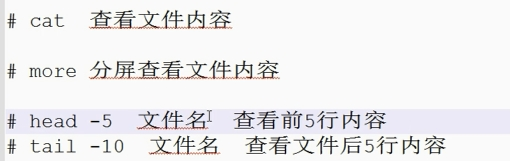 # cat  查看文件内容
# more 分屏查看文件内容
# head -5  文件名  查看前5行内容
# tail -10  文件名  查看文件后5行内容